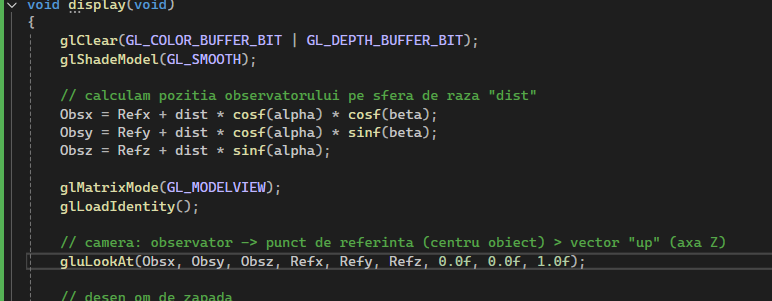 void display(void)
{
glClear(GL_COLOR_BUFFER_BIT | GL_DEPTH_BUFFER_BIT);
glShadeModel(GL_SMOOTH);
// calculam pozitia observatorului pe sfera de raza "dist"
Obsx = Refx + dist * cosf(alpha) * cosf(beta);
Obsy = Refy + dist * cosf(alpha) * sinf(beta);
Obsz = Refz + dist * sinf(alpha);
glMatrixMode(GL_MODELVIEW);
glLoadIdentity();
// camera: observator -> punct de referinta (centru obiect) > vector "up" (axa Z)
gluLookAt(Obsx, Obsy, Obsz, Refx, Refy, Refz, 0.0f, 0.0f, 1.0f);
// desen om de zapada